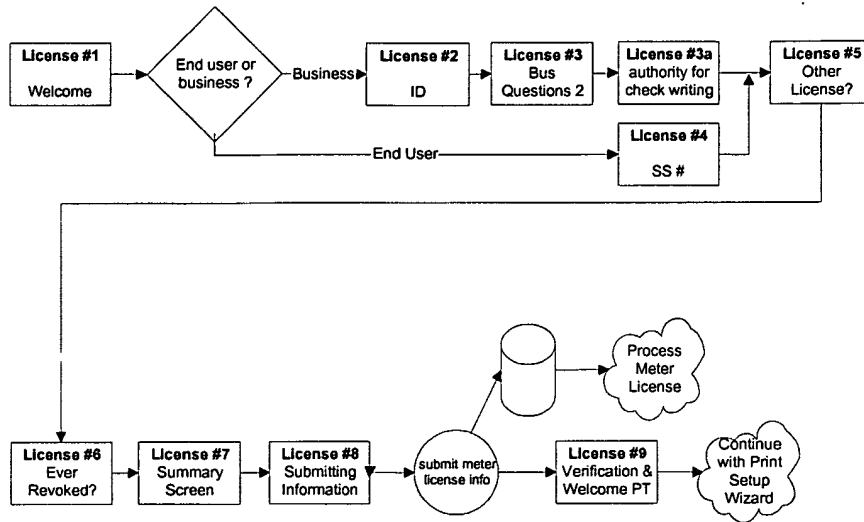 License #1
Welcome
End user or
business ?
Business
License #2
ID
License #3
Bus
Questions 2
License #3a
authority for
check writing
License #5
Other
License?
End User
License #4
SS #
Process
Meter
License
License #6
Ever
Revoked?
License #7
Summary
Screen
License #8
Submitting
Information
submit meter
license info
License #9
Verification &
Welcome PT
Continue
with Print
Setup
Wizard